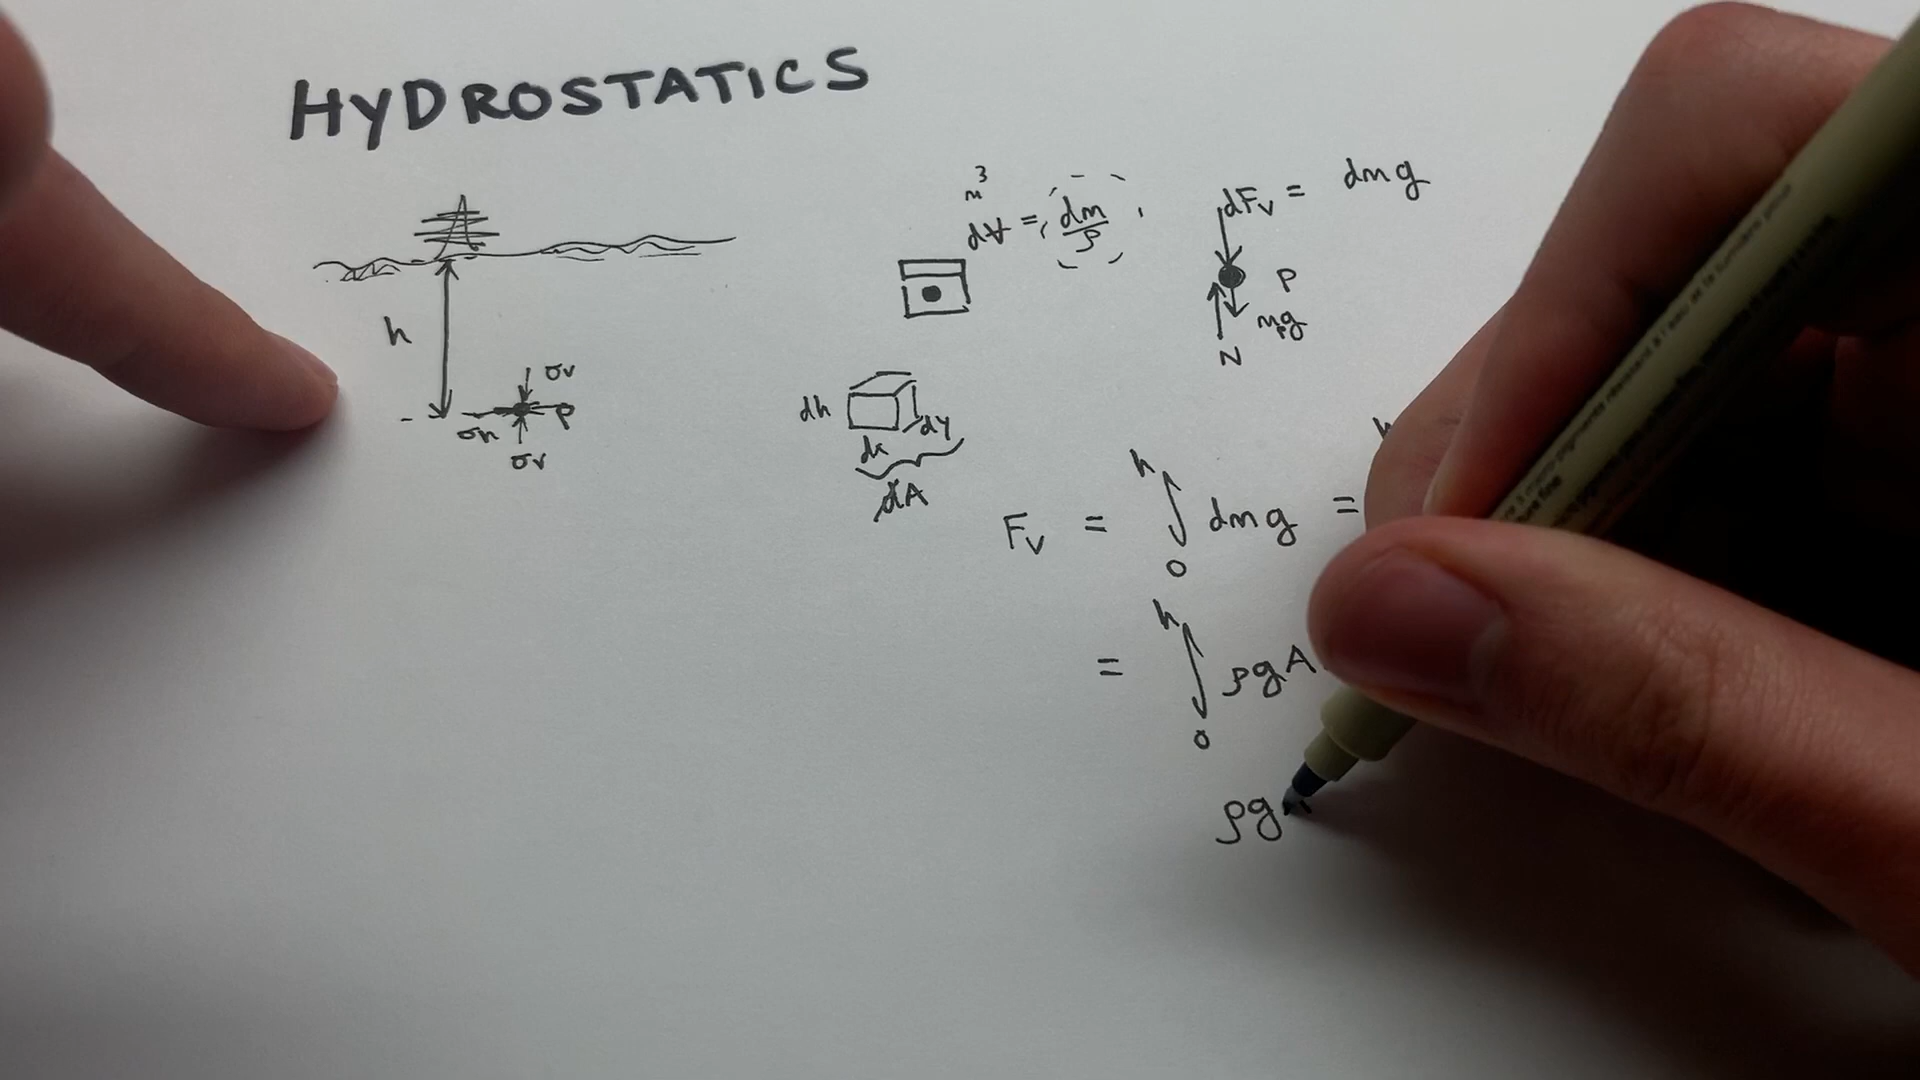 HYDROSTATICS
m³
dV = dm/ρ
dFv = dmg
P
mpg
N
h
σv
P
σh
σv
dh
dx
dy
dA
h
Fv = ∫ dmg =
0
h
= ∫ ρgA
0
ρg